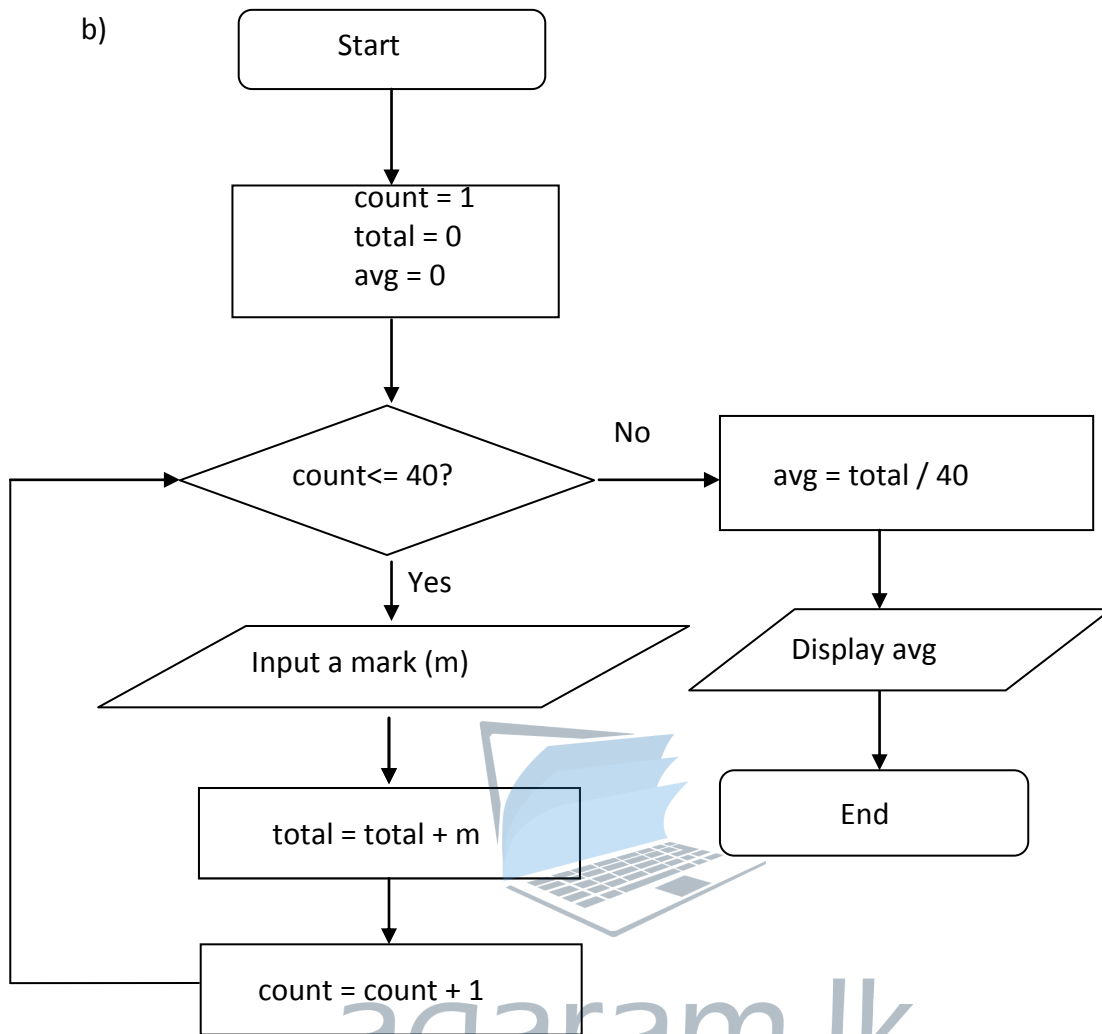 b)
Start
count = 1
total = 0
avg = 0
count<= 40?
No
avg = total / 40
Yes
Input a mark (m)
Display avg
total = total + m
End
count = count + 1
agaram.lk